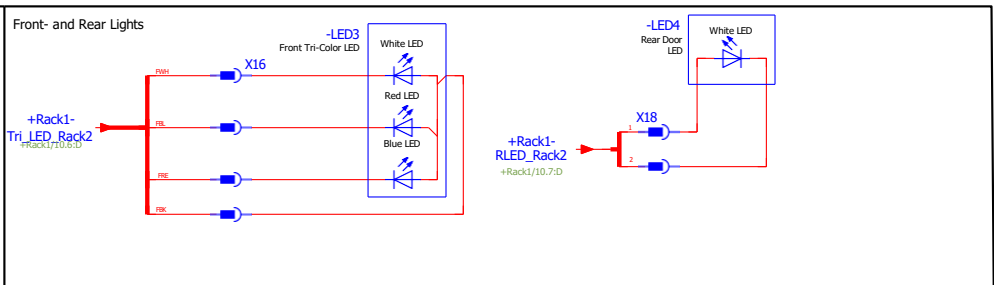 Front- and Rear Lights
-LED3
Front Tri-Color LED
White LED
X16
FWH
Red LED
+Rack1-
Tri_LED_Rack2
+Rack1/10.6:D
FBL
Blue LED
FRE
FBK
-LED4
Rear Door
LED
White LED
X18
1
+Rack1-
RLED_Rack2
+Rack1/10.7:D
2